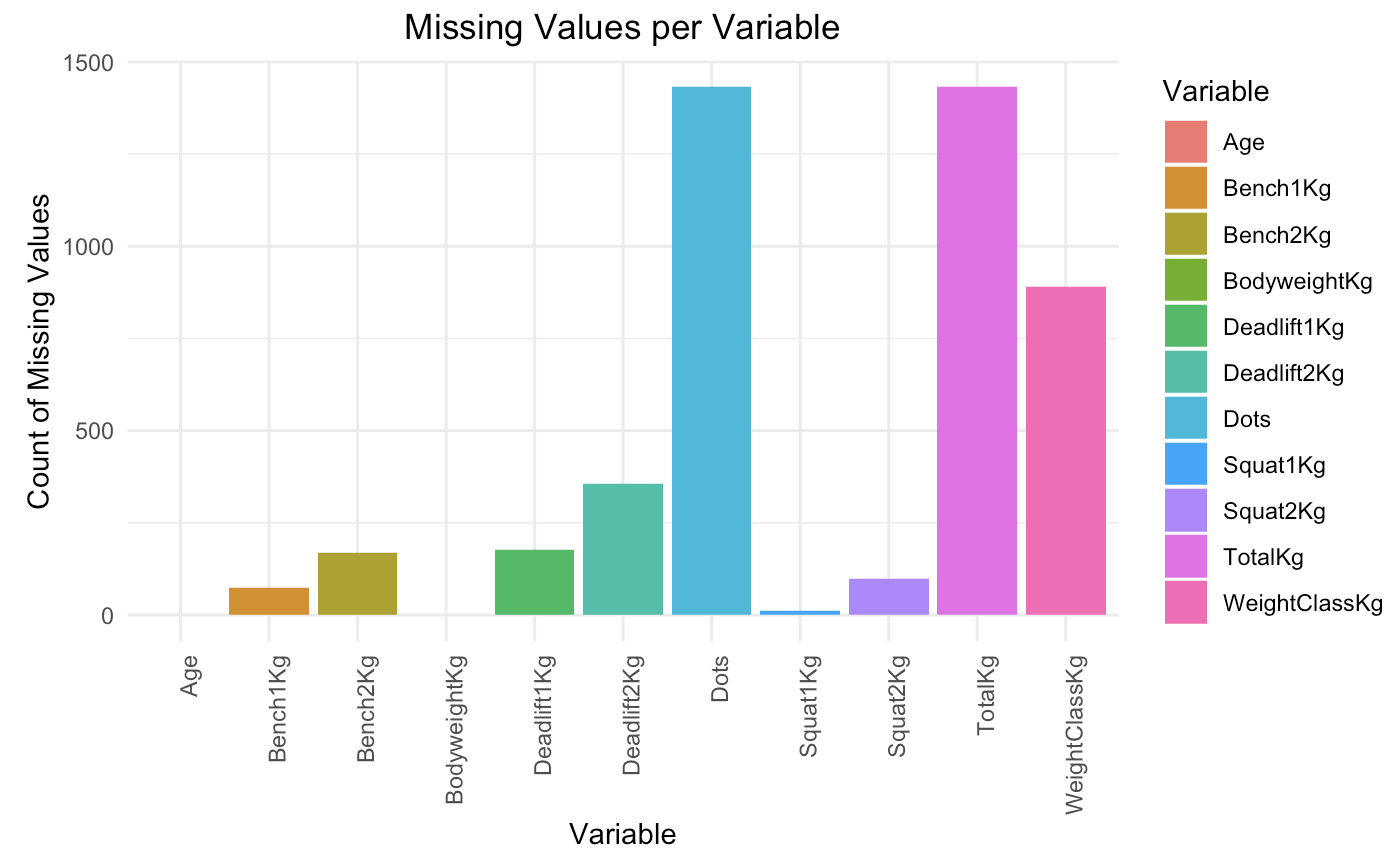 Missing Values per Variable
Count of Missing Values
1500
1000
500
0
Age
Bench1Kg
Bench2Kg
BodyweightKg
Deadlift1Kg
Deadlift2Kg
Dots
Squat1Kg
Squat2Kg
TotalKg
WeightClassKg
Variable
Variable
Age
Bench1Kg
Bench2Kg
BodyweightKg
Deadlift1Kg
Deadlift2Kg
Dots
Squat1Kg
Squat2Kg
TotalKg
WeightClassKg